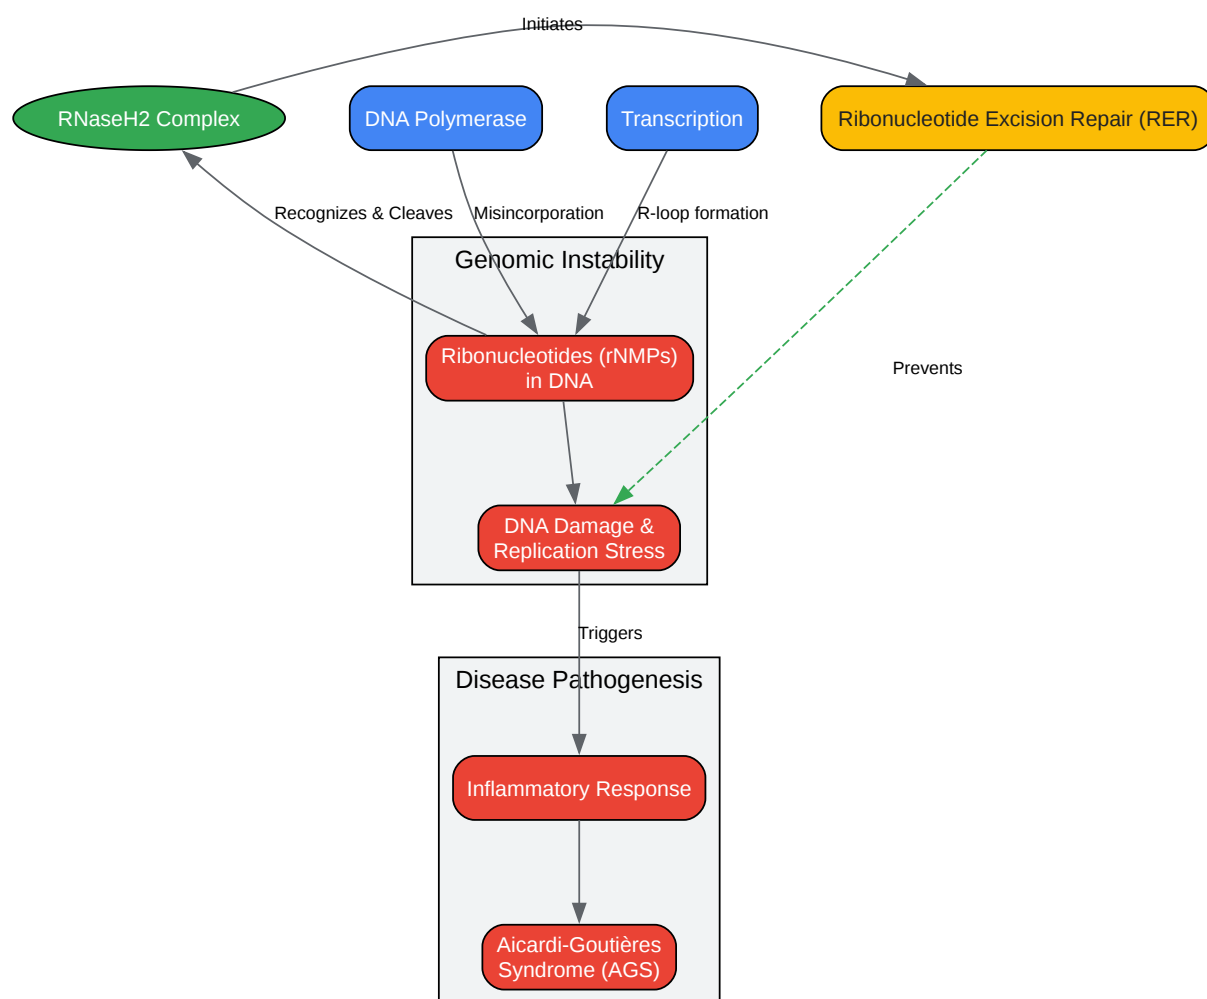 Initiates
RNaseH2 Complex
DNA Polymerase
Transcription
Ribonucleotide Excision Repair (RER)
Recognizes & Cleaves
Misincorporation
R-loop formation
Genomic Instability
Ribonucleotides (rNMPs)
in DNA
Prevents
DNA Damage &
Replication Stress
Triggers
Disease Pathogenesis
Inflammatory Response
Aicardi-Goutières
Syndrome (AGS)